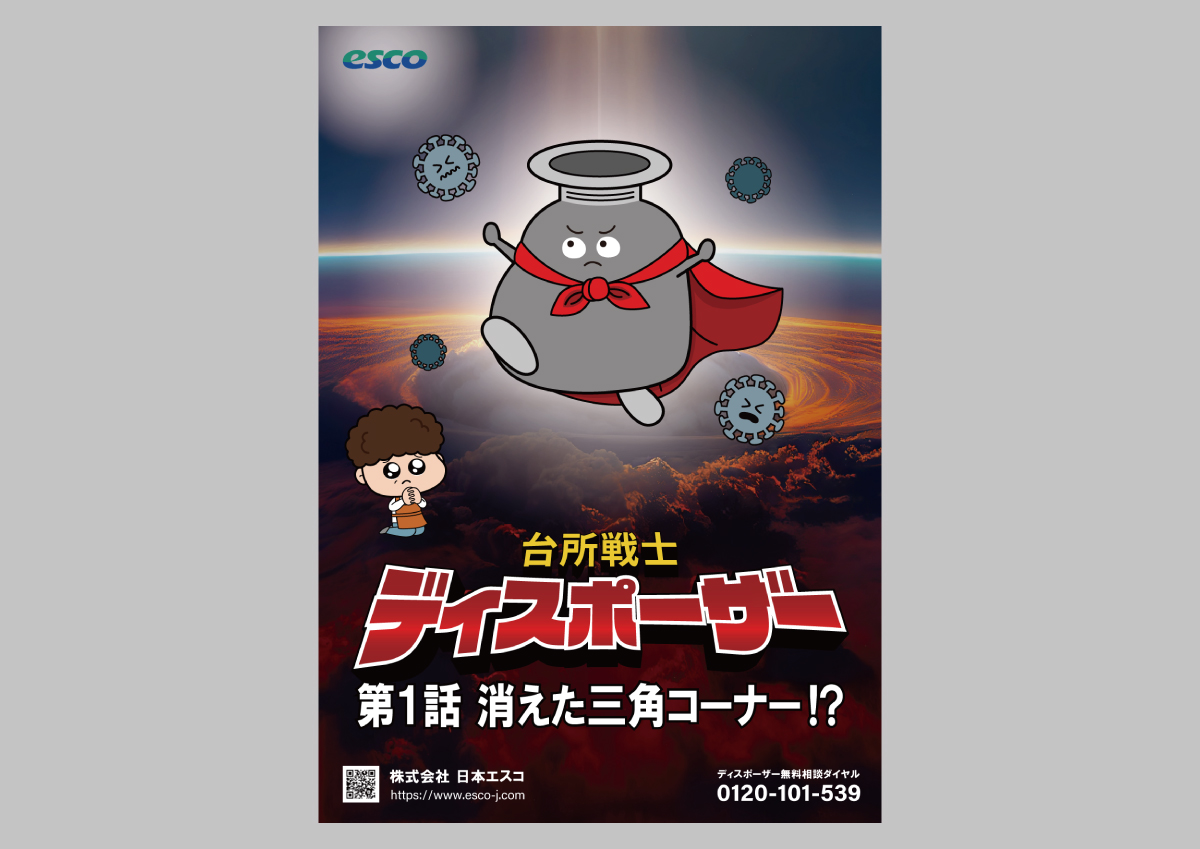 esco
台所戦士
ディスポーザー
第1話 消えた三角コーナー!?
株式会社 日本エスコ
https://www.esco-j.com
ディスポーザー無料相談ダイヤル
0120-101-539